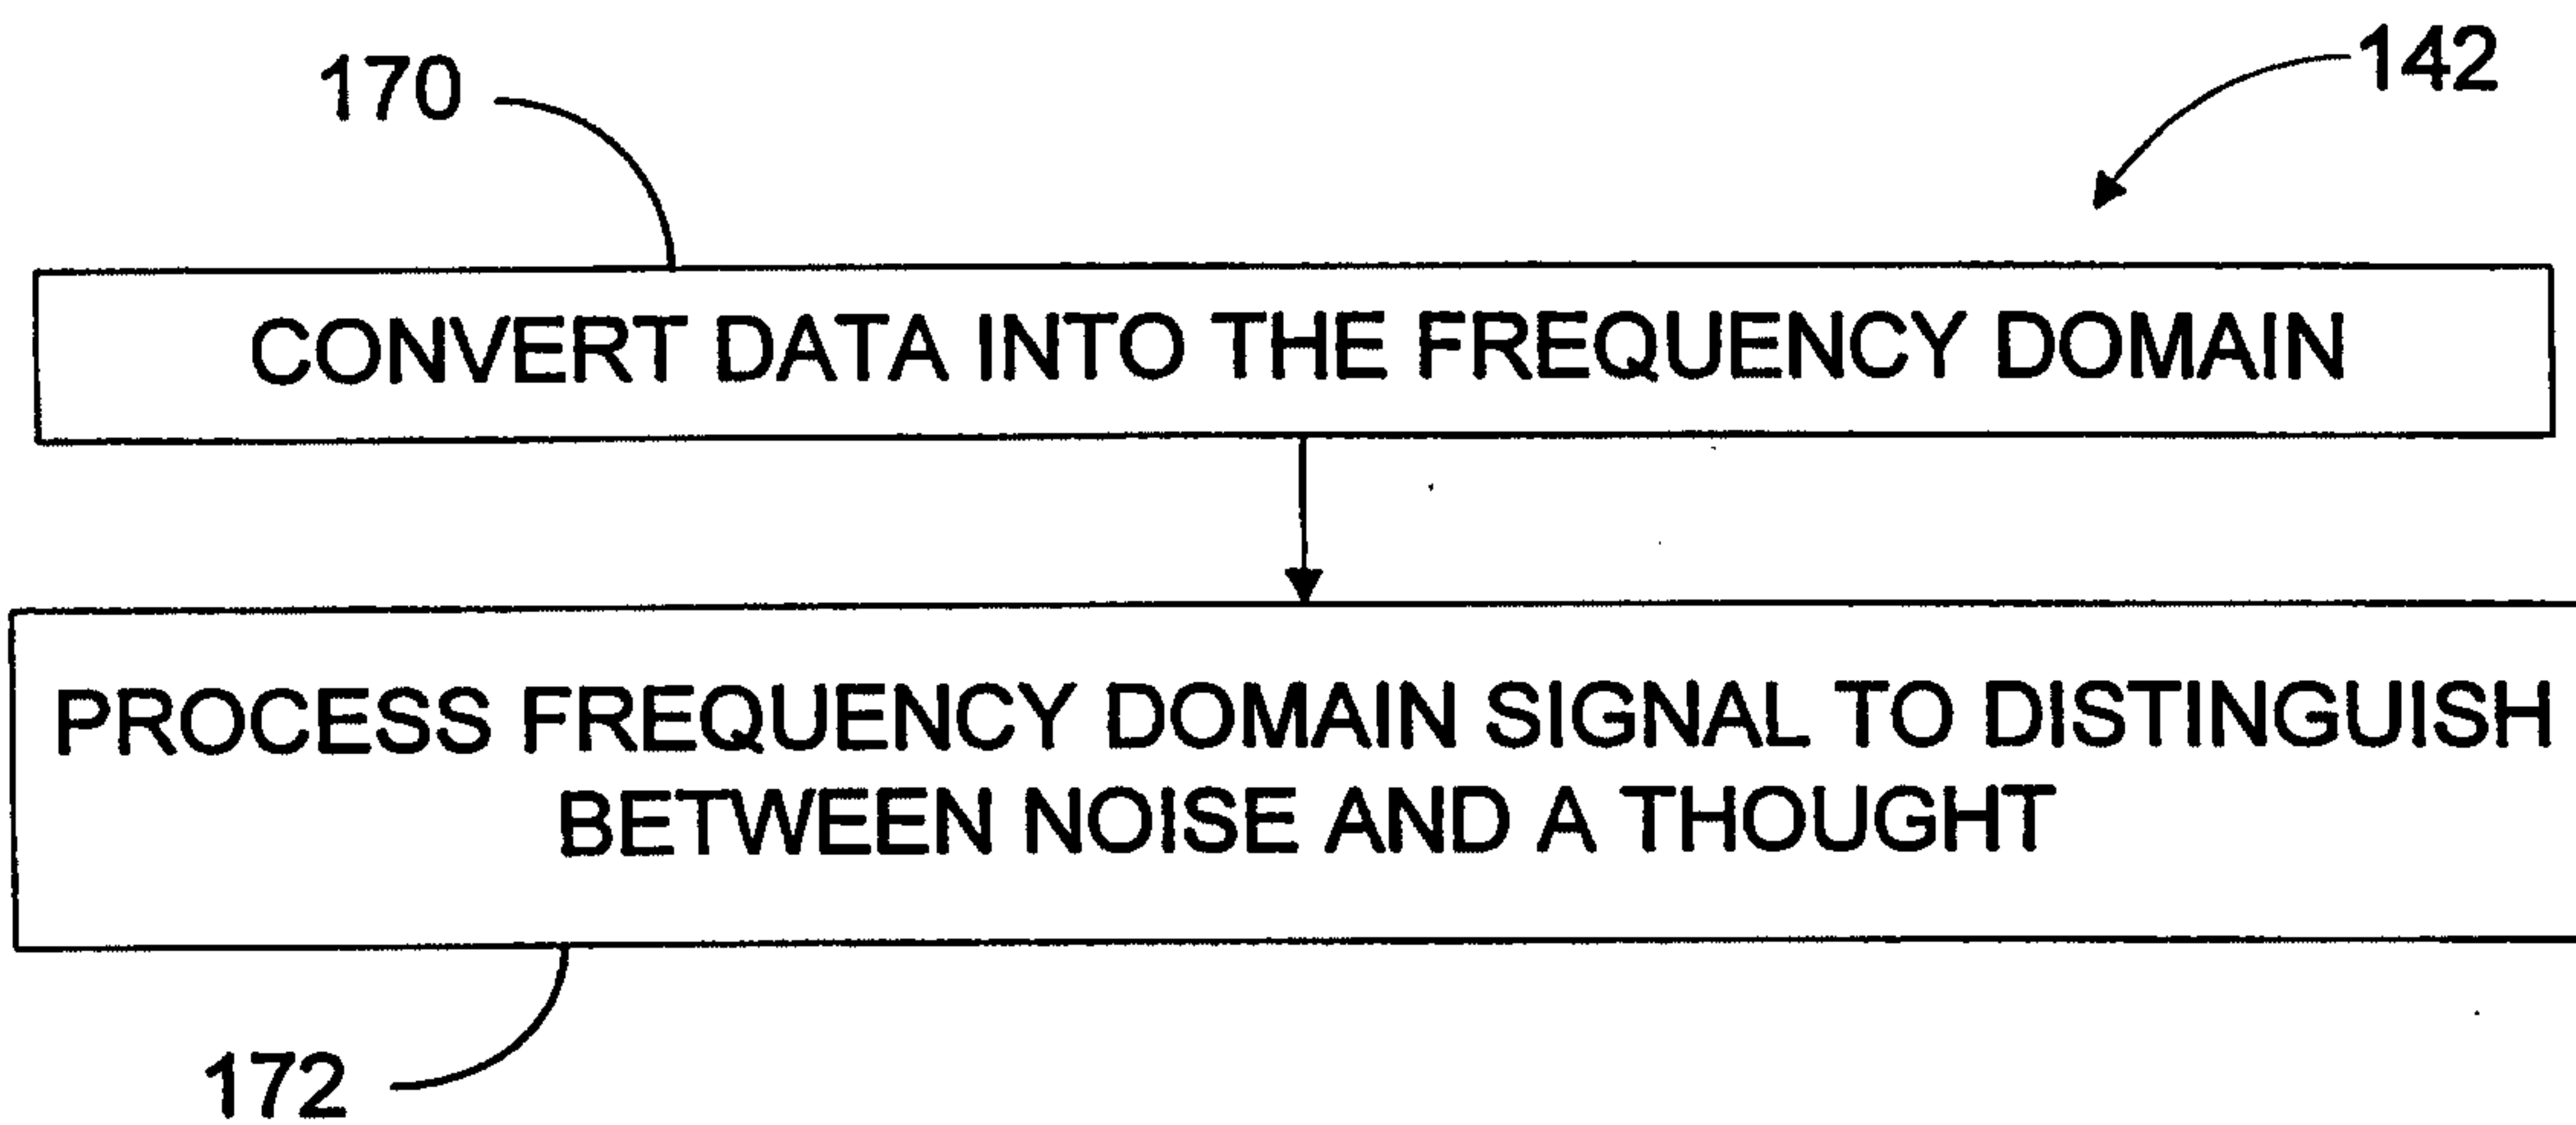 170
142
CONVERT DATA INTO THE FREQUENCY DOMAIN
PROCESS FREQUENCY DOMAIN SIGNAL TO DISTINGUISH
BETWEEN NOISE AND A THOUGHT
172